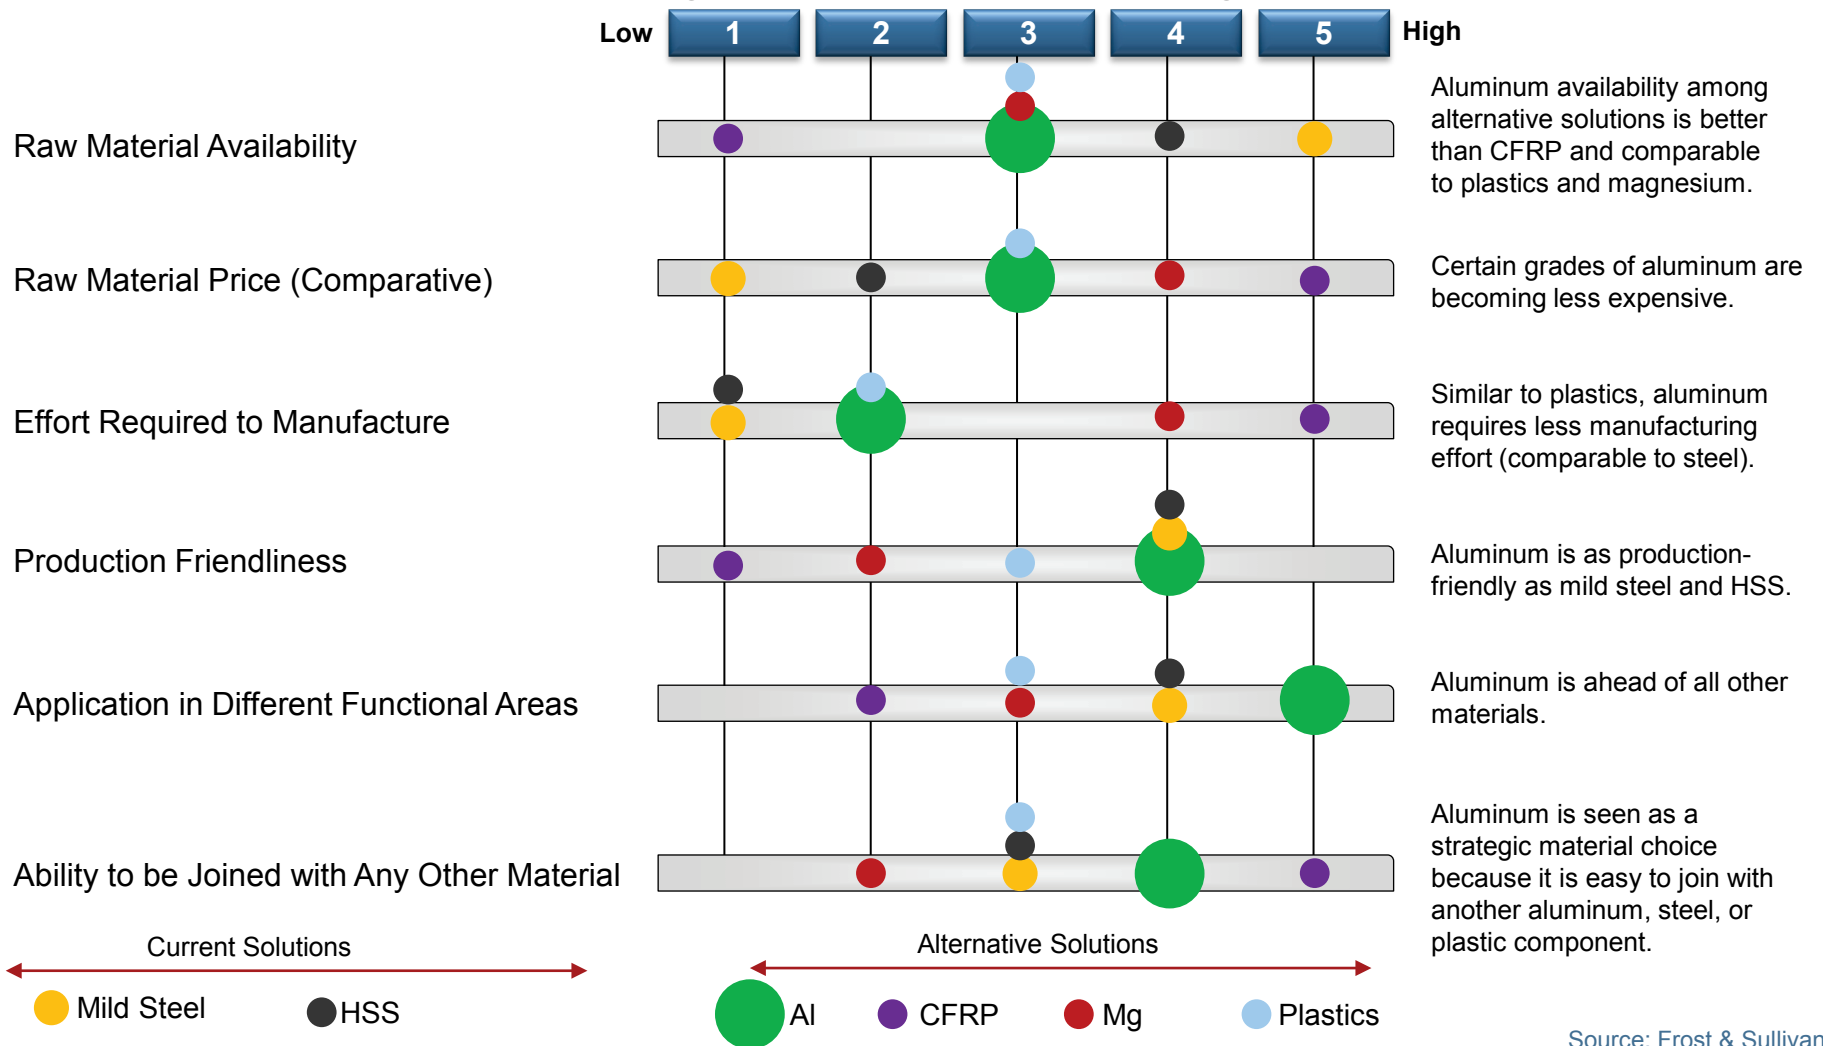 Low 1 2 3 4 5 High
Raw Material Availability
Aluminum availability among
alternative solutions is better
than CFRP and comparable
to plastics and magnesium.
Raw Material Price (Comparative)
Certain grades of aluminum are
becoming less expensive.
Effort Required to Manufacture
Similar to plastics, aluminum
requires less manufacturing
effort (comparable to steel).
Production Friendliness
Aluminum is as production-
friendly as mild steel and HSS.
Application in Different Functional Areas
Aluminum is ahead of all other
materials.
Ability to be Joined with Any Other Material
Aluminum is seen as a
strategic material choice
because it is easy to join with
another aluminum, steel, or
plastic component.
Current Solutions
Alternative Solutions
Mild Steel
HSS
Al
CFRP
Mg
Plastics
Source: Frost & Sullivan